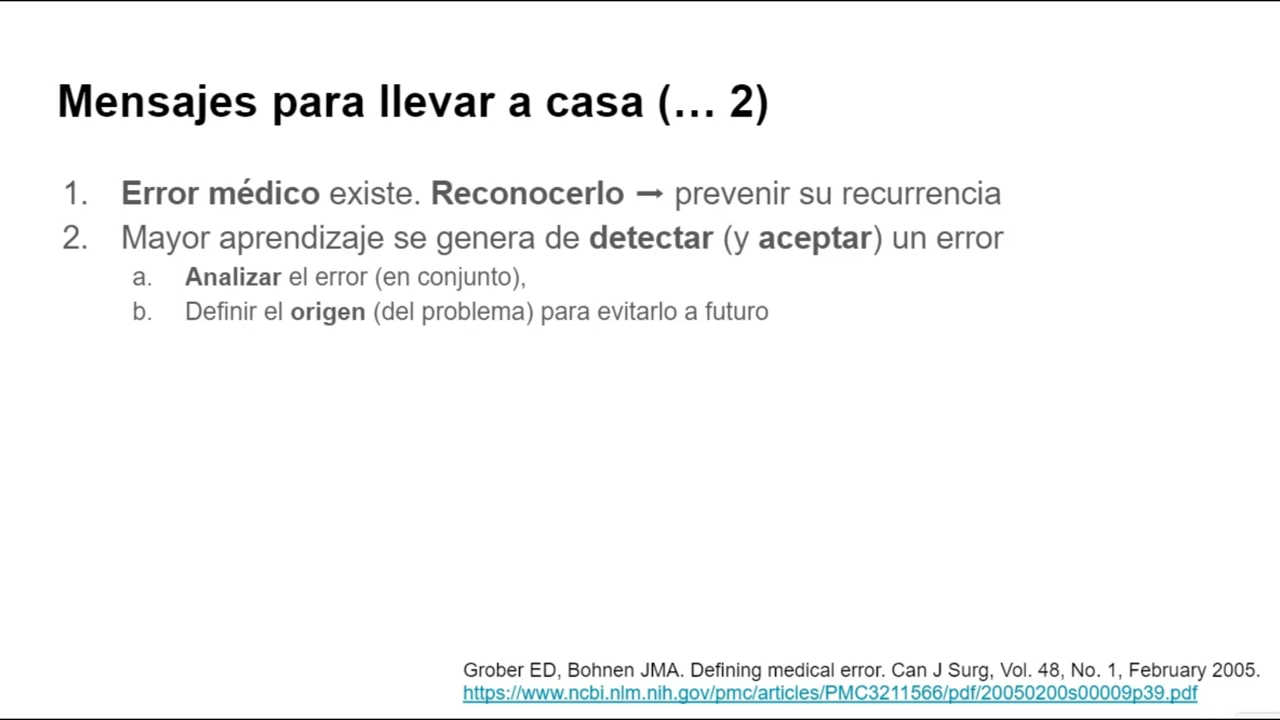 Mensajes para llevar a casa (… 2)
1. Error médico existe. Reconocerlo → prevenir su recurrencia
2. Mayor aprendizaje se genera de detectar (y aceptar) un error
a. Analizar el error (en conjunto),
b. Definir el origen (del problema) para evitarlo a futuro
Grober ED, Bohnen JMA. Defining medical error. Can J Surg, Vol. 48, No. 1, February 2005.
https://www.ncbi.nlm.nih.gov/pmc/articles/PMC3211566/pdf/20050200s00009p39.pdf